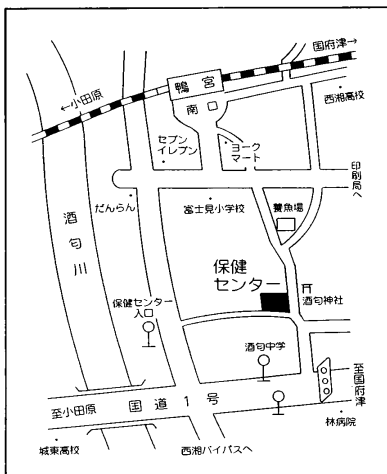 国府津→
←小田原
鴨宮
南
西湘高校
セブン
イレブン
ヨーク
マート
印刷局へ
だんらん
富士見小学校
養魚場
酒匂川
保健
センター
保健センター
入口
酒匂神社
酒匂中学
至国府津
至小田原
国道1号
林病院
城東高校
西湘バイパスへ